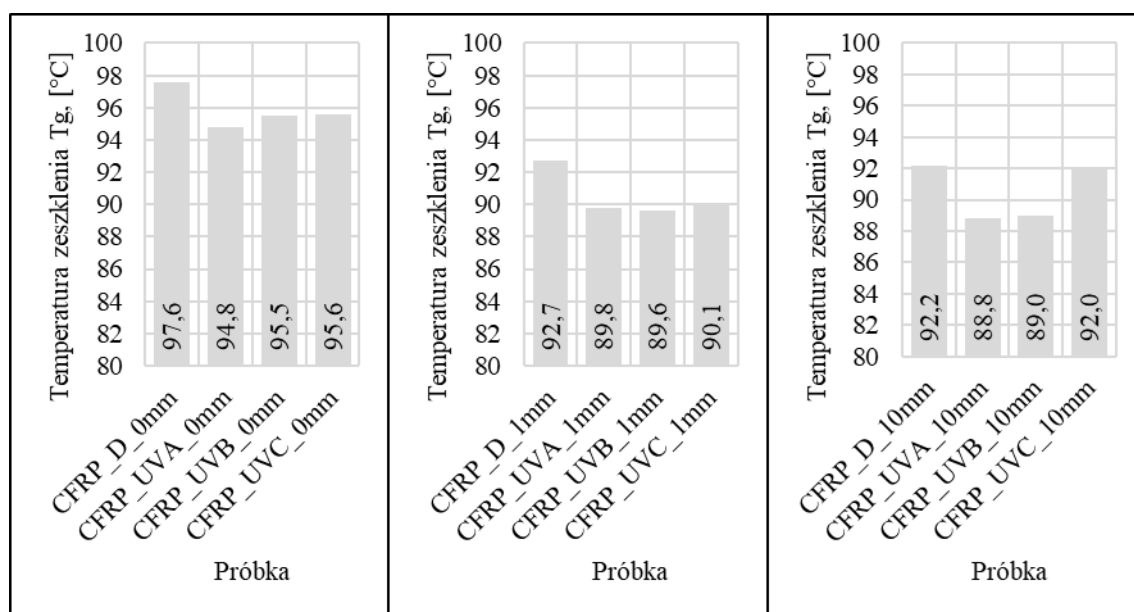 Temperatura zeszklenia Tg, [°C]
100
98
96
94
92
90
88
86
84
82
80
97,6
94,8
95,5
95,6
CFRP_D_0mm
CFRP_UVA_0mm
CFRP_UVB_0mm
CFRP_UVC_0mm
Próbka
Temperatura zeszklenia Tg, [°C]
100
98
96
94
92
90
88
86
84
82
80
92,7
89,8
89,6
90,1
CFRP_D_1mm
CFRP_UVA_1mm
CFRP_UVB_1mm
CFRP_UVC_1mm
Próbka
Temperatura zeszklenia Tg, [°C]
100
98
96
94
92
90
88
86
84
82
80
92,2
88,8
89,0
92,0
CFRP_D_10mm
CFRP_UVA_10mm
CFRP_UVB_10mm
CFRP_UVC_10mm
Próbka